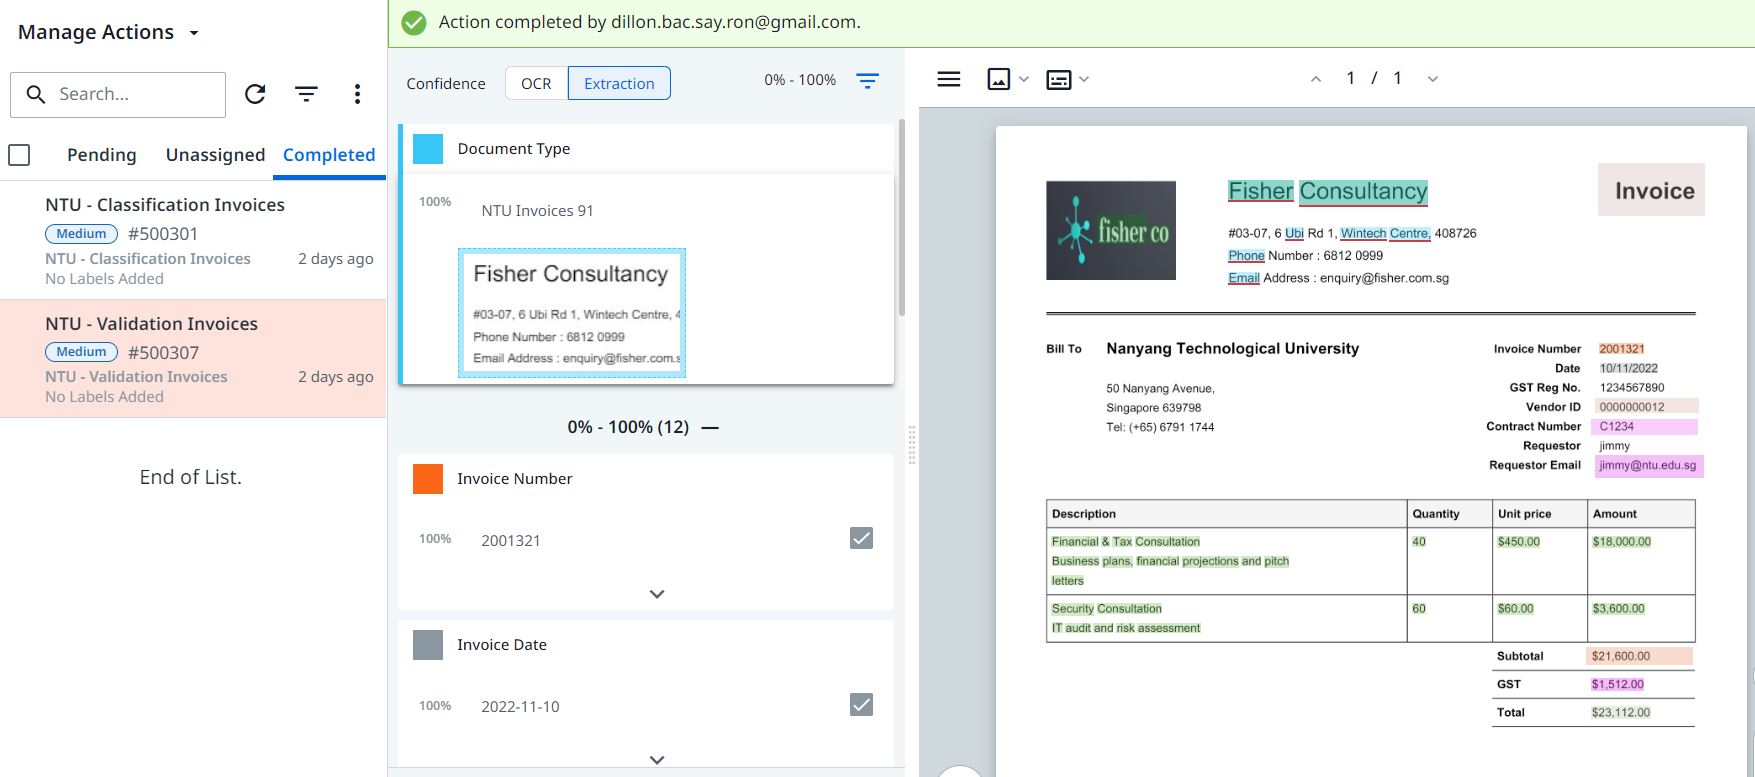 Manage Actions
Search...
Pending Unassigned Completed
NTU - Classification Invoices
Medium #500301
NTU - Classification Invoices 2 days ago
No Labels Added
NTU - Validation Invoices
Medium #500307
NTU - Validation Invoices 2 days ago
No Labels Added
End of List.
Action completed by dillon.bac.say.ron@gmail.com.
Confidence OCR Extraction 0% - 100%
Document Type
100% NTU Invoices 91
Fisher Consultancy
#03-07, 6 Ubi Rd 1, Wintech Centre, 4
Phone Number : 6812 0999
Email Address : enquiry@fisher.com.s
0% - 100% (12)
Invoice Number
100% 2001321
Invoice Date
100% 2022-11-10
1 / 1
fisher co
Fisher Consultancy
Invoice
#03-07, 6 Ubi Rd 1, Wintech Centre, 408726
Phone Number : 6812 0999
Email Address : enquiry@fisher.com.sg
Bill To Nanyang Technological University
50 Nanyang Avenue,
Singapore 639798
Tel: (+65) 6791 1744
Invoice Number 2001321
Date 10/11/2022
GST Reg No. 1234567890
Vendor ID 0000000012
Contract Number C1234
Requestor jimmy
Requestor Email jimmy@ntu.edu.sg
Description Quantity Unit price Amount
Financial & Tax Consultation 40 $450.00 $18,000.00
Business plans, financial projections and pitch
letters
Security Consultation 60 $60.00 $3,600.00
IT audit and risk assessment
Subtotal $21,600.00
GST $1,512.00
Total $23,112.00